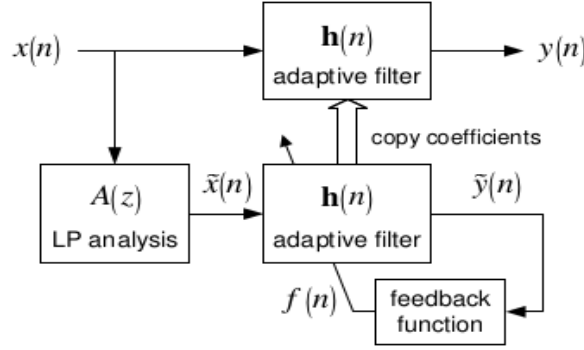 x(n)
h(n)
adaptive filter
y(n)
copy coefficients
A(z)
LP analysis
x̃(n)
h(n)
adaptive filter
ỹ(n)
f(n)
feedback
function